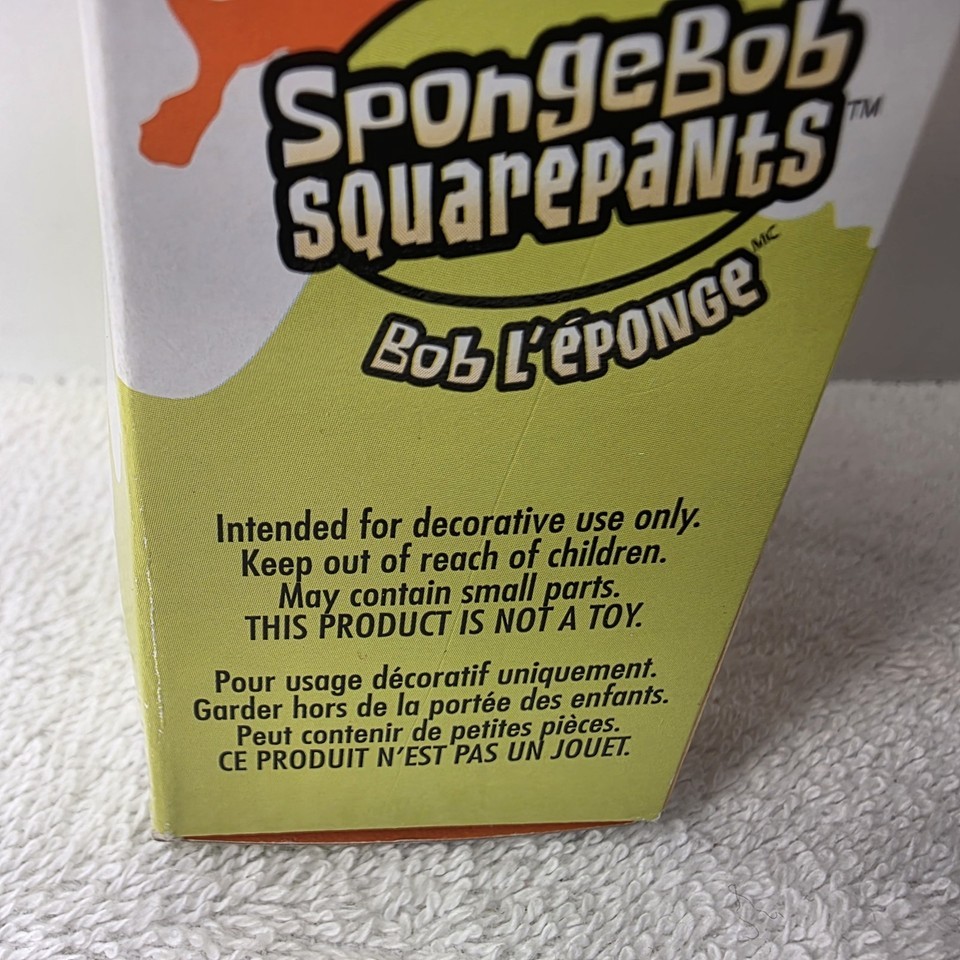 SpongeBob
SQUAREPANTS™
Bob L'ÉPONGE MC
Intended for decorative use only.
Keep out of reach of children.
May contain small parts.
THIS PRODUCT IS NOT A TOY.
Pour usage décoratif uniquement.
Garder hors de la portée des enfants.
Peut contenir de petites pièces.
CE PRODUIT N'EST PAS UN JOUET.